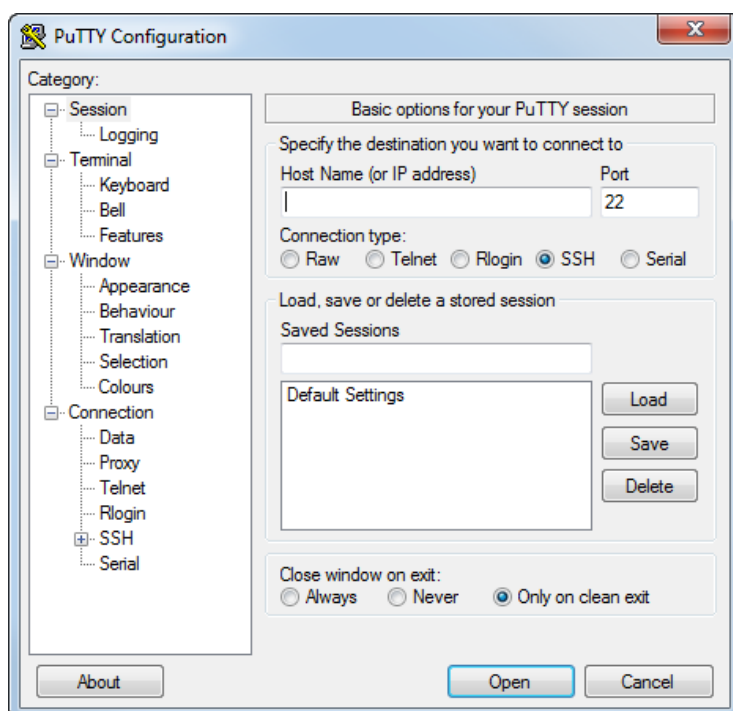 PuTTY Configuration
Category:
Session
Logging
Terminal
Keyboard
Bell
Features
Window
Appearance
Behaviour
Translation
Selection
Colours
Connection
Data
Proxy
Telnet
Rlogin
SSH
Serial
Basic options for your PuTTY session
Specify the destination you want to connect to
Host Name (or IP address) Port
22
Connection type:
Raw Telnet Rlogin SSH Serial
Load, save or delete a stored session
Saved Sessions
Default Settings
Load
Save
Delete
Close window on exit:
Always Never Only on clean exit
About Open Cancel